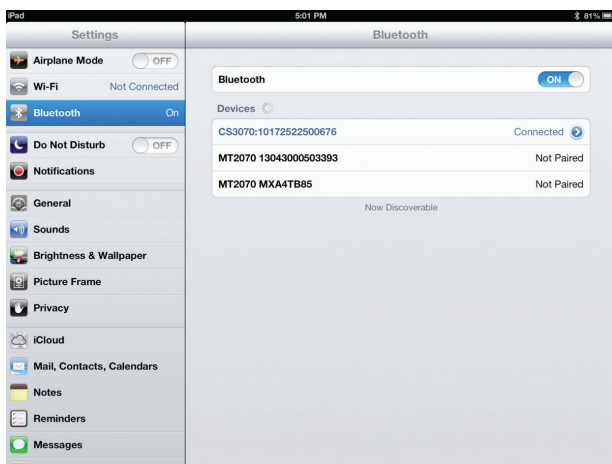 iPad 5:01 PM 81%
Settings
Bluetooth
Airplane Mode OFF
Wi-Fi Not Connected
Bluetooth On
Do Not Disturb OFF
Notifications
General
Sounds
Brightness & Wallpaper
Picture Frame
Privacy
iCloud
Mail, Contacts, Calendars
Notes
Reminders
Messages
Bluetooth ON
Devices
CS3070:10172522500676 Connected
MT2070 13043000503393 Not Paired
MT2070 MXA4TB85 Not Paired
Now Discoverable